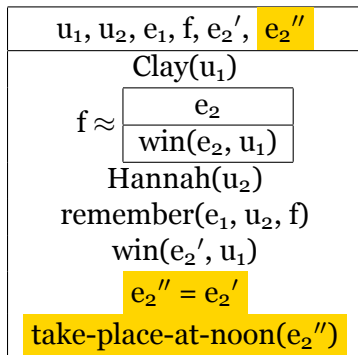 u₁, u₂, e₁, f, e₂′, e₂″
Clay(u₁)
e₂
f ≈
win(e₂, u₁)
Hannah(u₂)
remember(e₁, u₂, f)
win(e₂′, u₁)
e₂″ = e₂′
take-place-at-noon(e₂″)